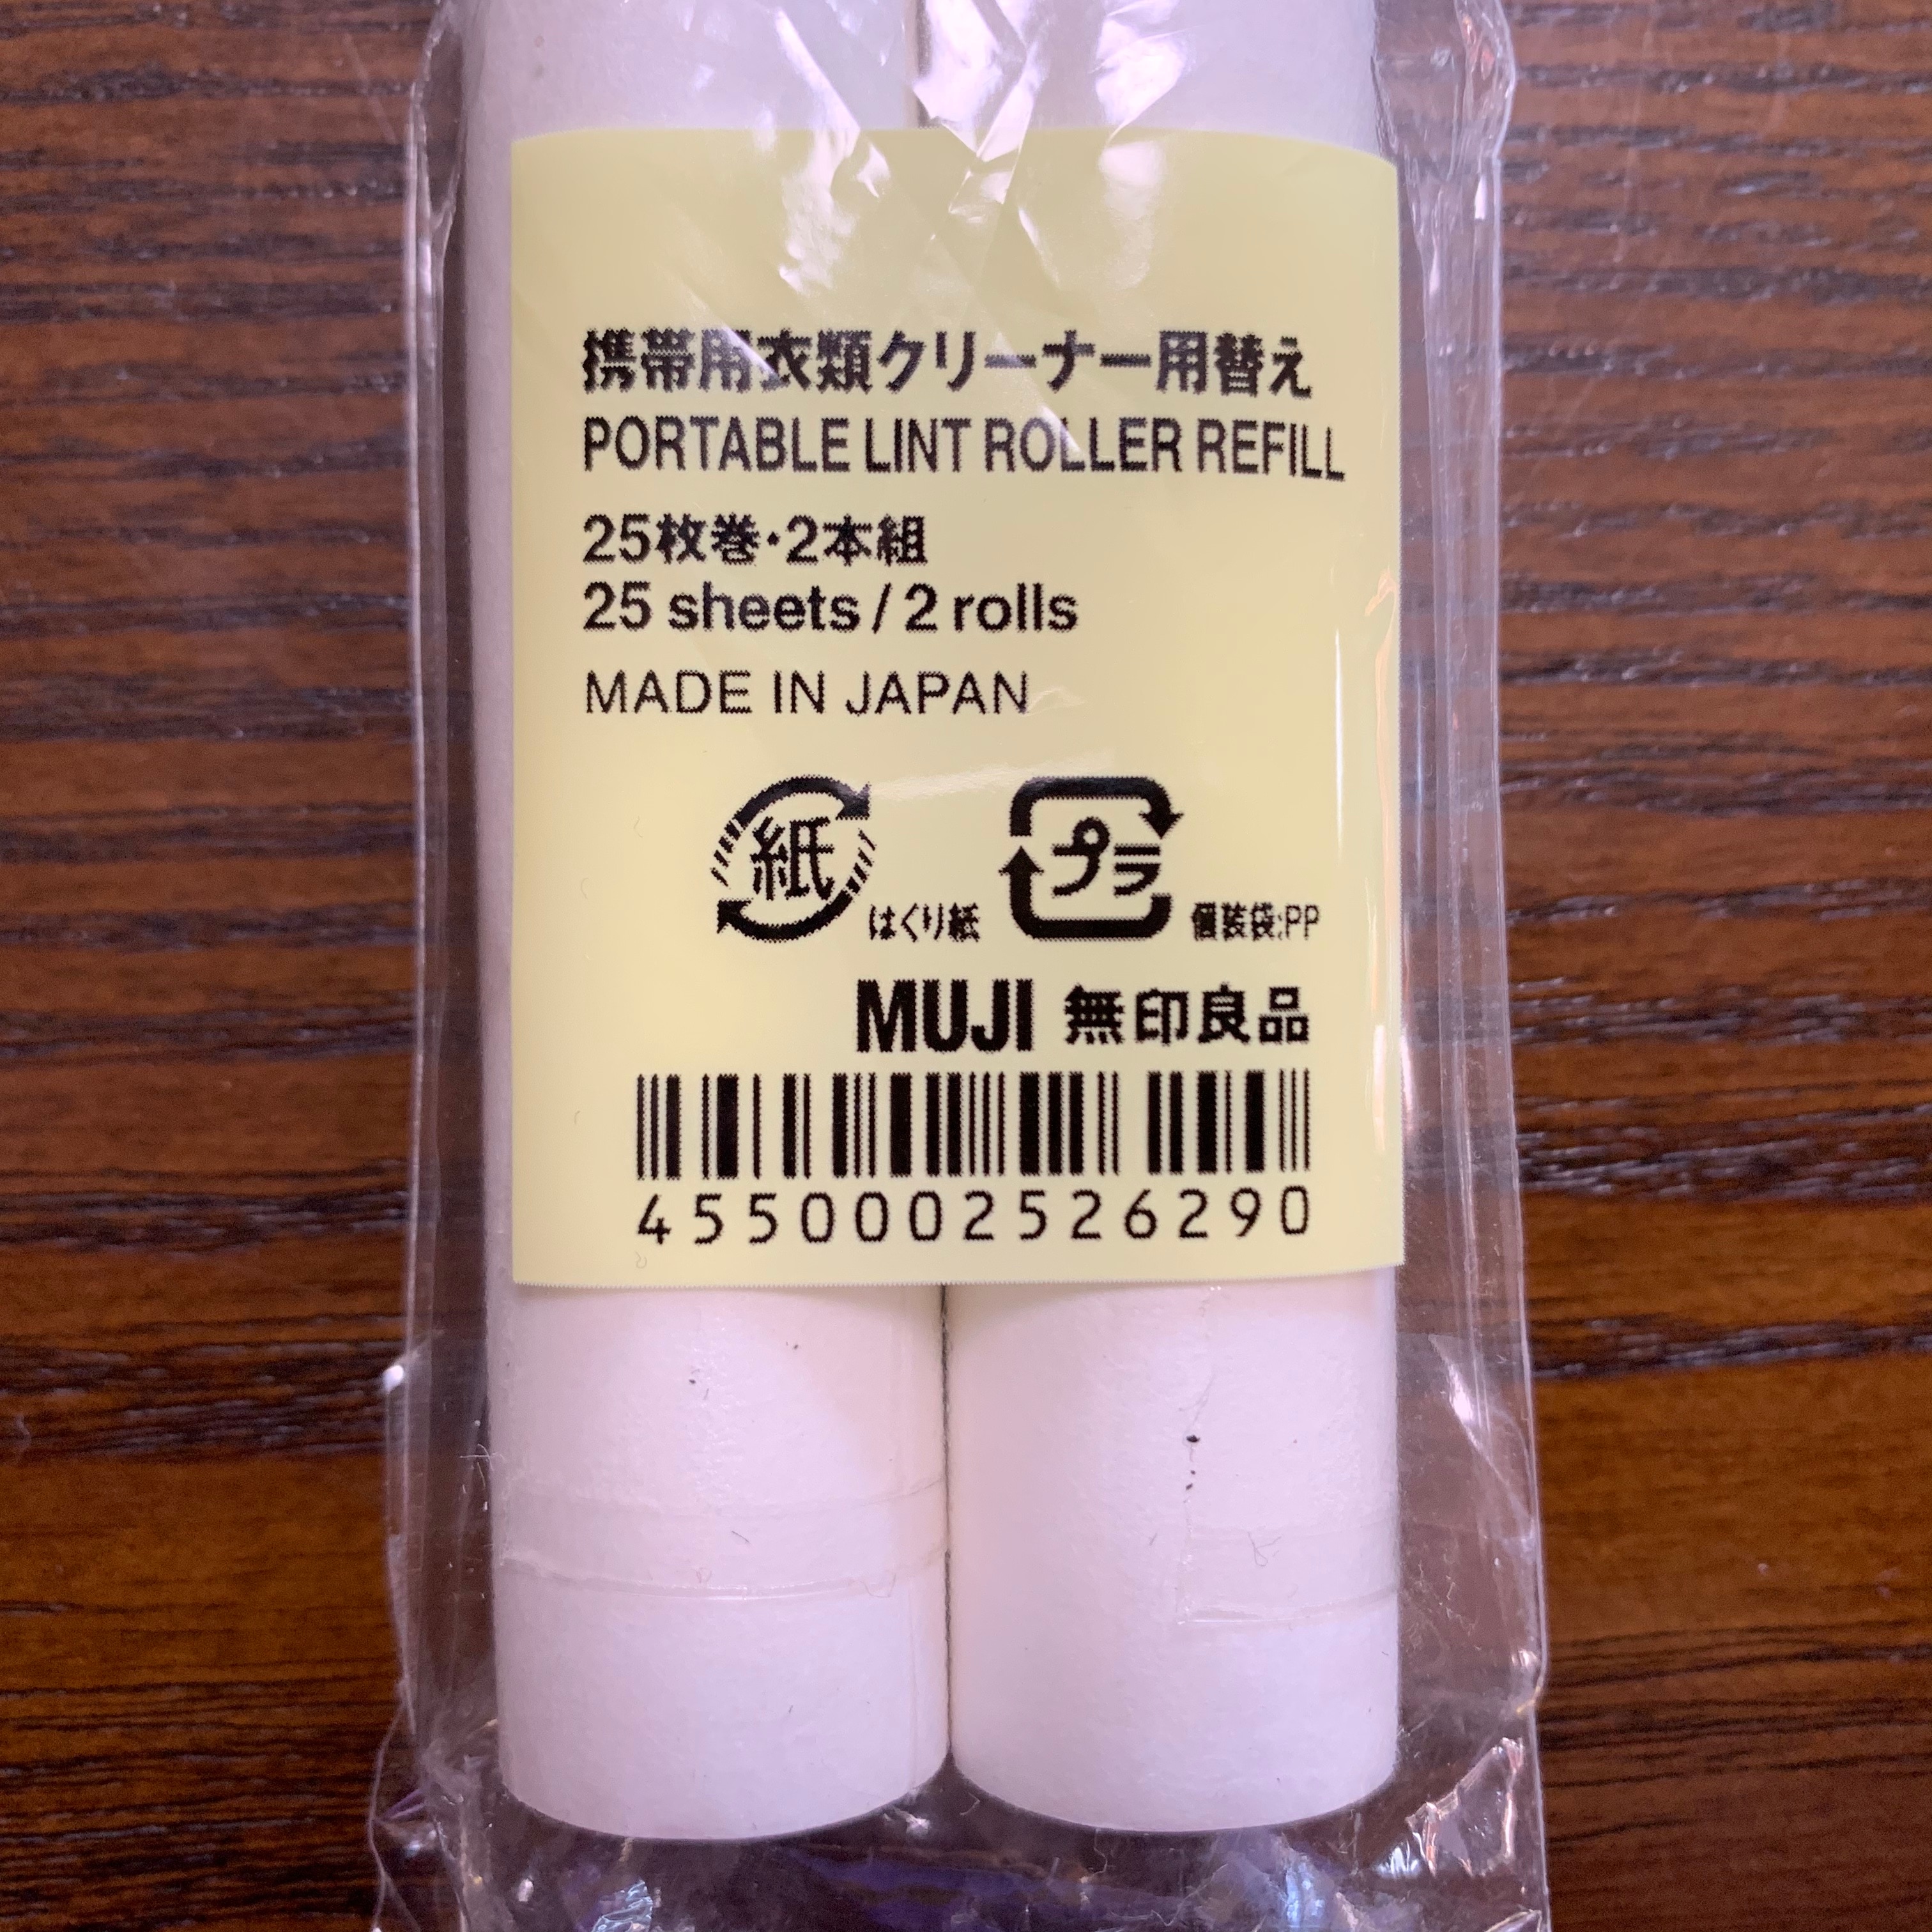 携帯用衣類クリーナー用替え
PORTABLE LINT ROLLER REFILL
25枚巻・2本組
25 sheets / 2 rolls
MADE IN JAPAN
紙 はくり紙 プラ 個装袋:PP
MUJI 無印良品
4550002526290